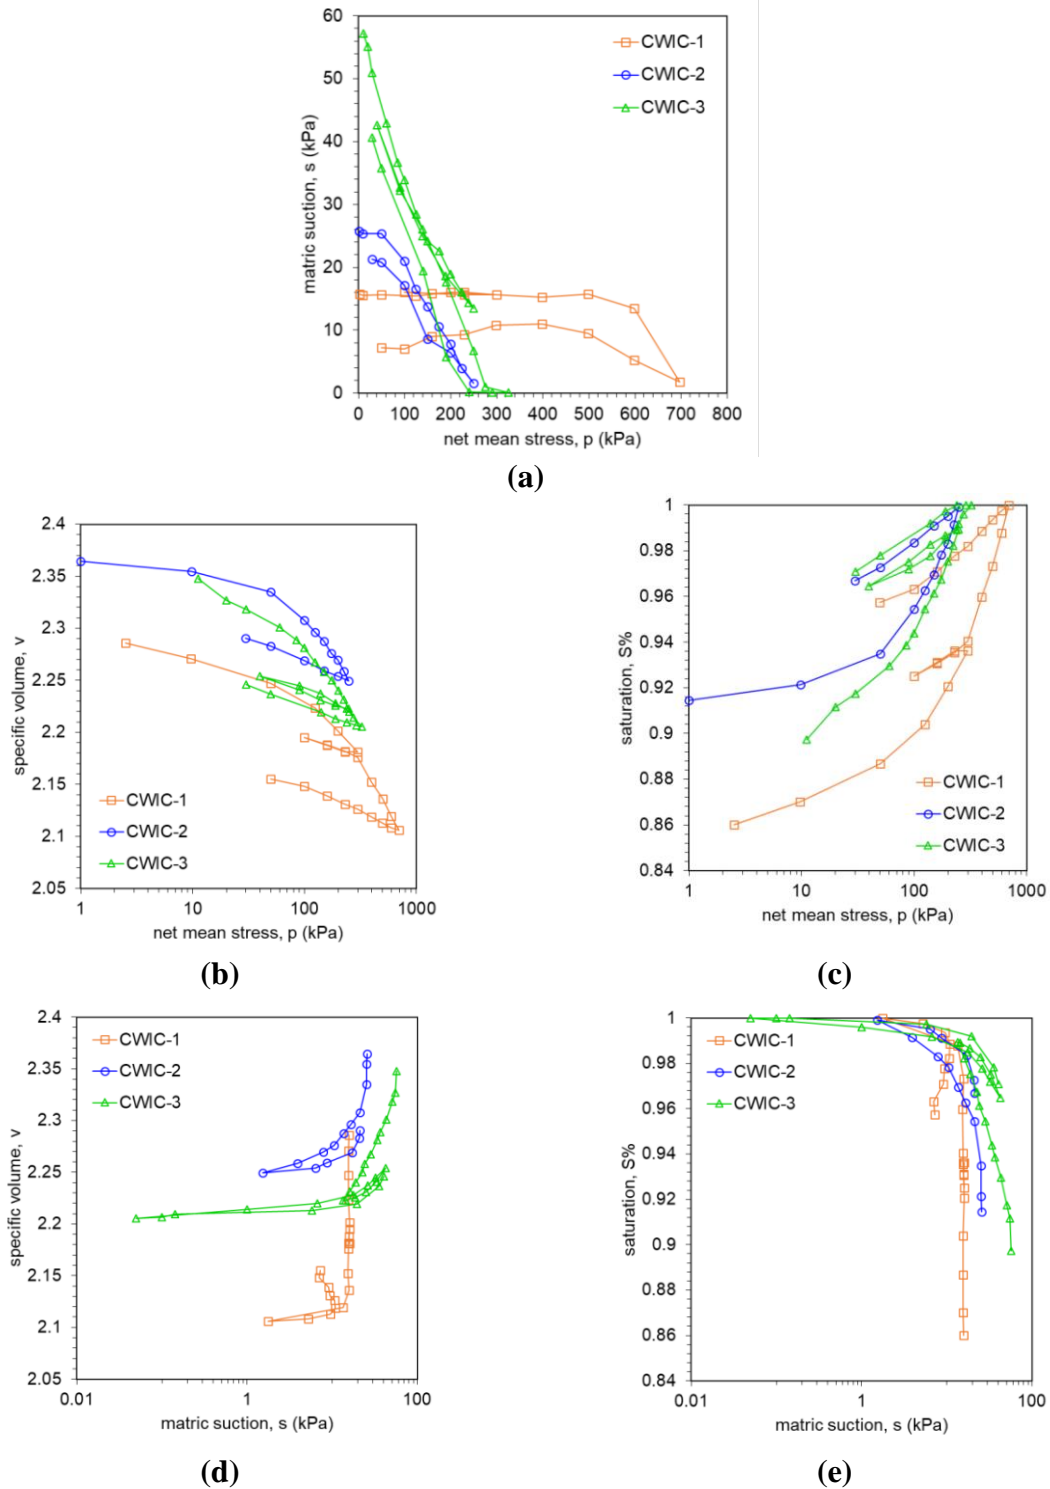 60
50
40
30
20
10
0
matric suction, s (kPa)
CWIC-1
CWIC-2
CWIC-3
0 100 200 300 400 500 600 700 800
net mean stress, p (kPa)
(a)
2.4
2.35
2.3
2.25
2.2
2.15
2.1
2.05
specific volume, v
CWIC-1
CWIC-2
CWIC-3
1 10 100 1000
net mean stress, p (kPa)
(b)
1
0.98
0.96
0.94
0.92
0.9
0.88
0.86
0.84
saturation, S%
CWIC-1
CWIC-2
CWIC-3
1 10 100 1000
net mean stress, p (kPa)
(c)
2.4
2.35
2.3
2.25
2.2
2.15
2.1
2.05
specific volume, v
CWIC-1
CWIC-2
CWIC-3
0.01 1 100
matric suction, s (kPa)
(d)
1
0.98
0.96
0.94
0.92
0.9
0.88
0.86
0.84
saturation, S%
CWIC-1
CWIC-2
CWIC-3
0.01 1 100
matric suction, s (kPa)
(e)